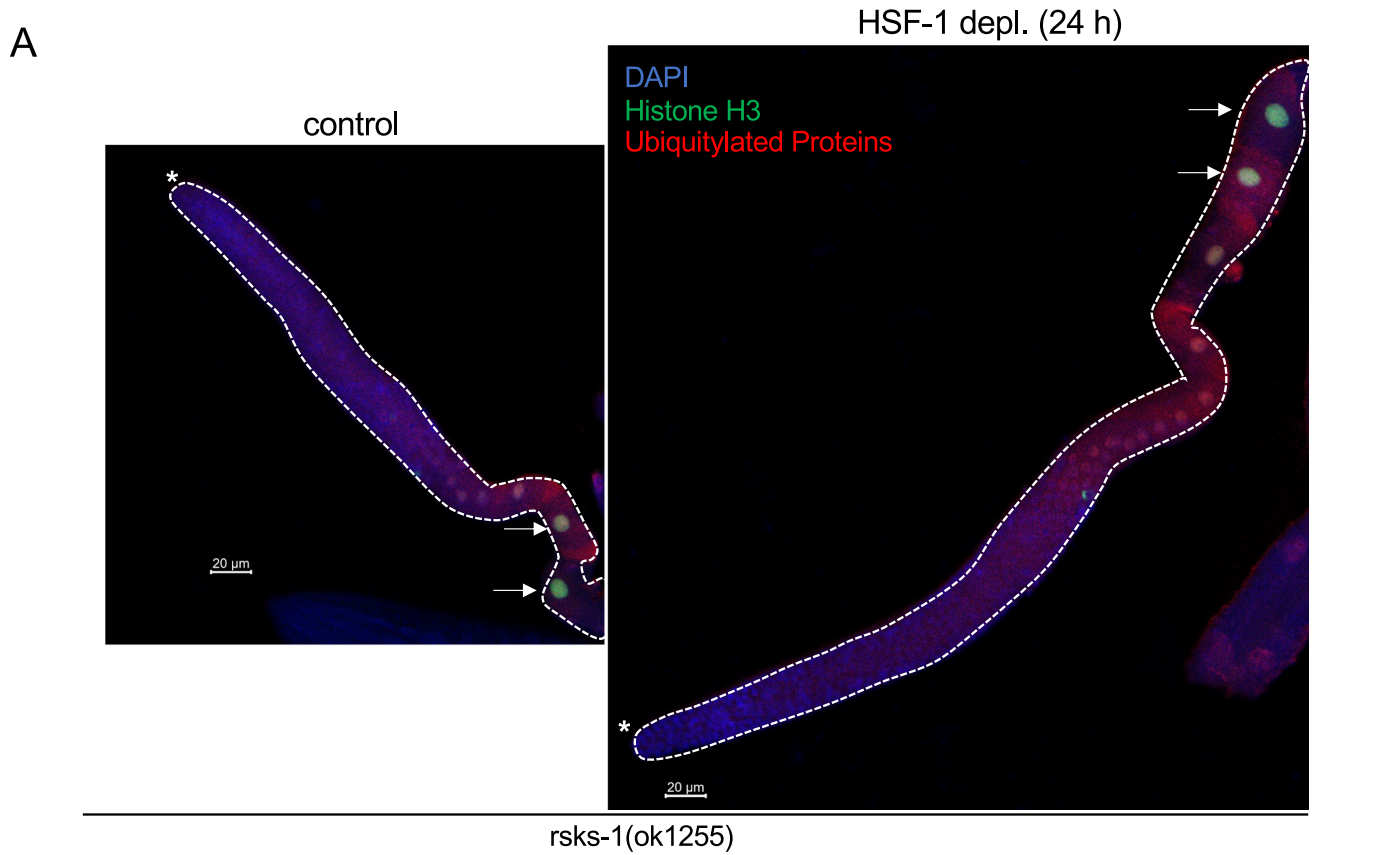 A
HSF-1 depl. (24 h)
control
DAPI
Histone H3
Ubiquitylated Proteins
*
20 µm
*
20 µm
rsks-1(ok1255)